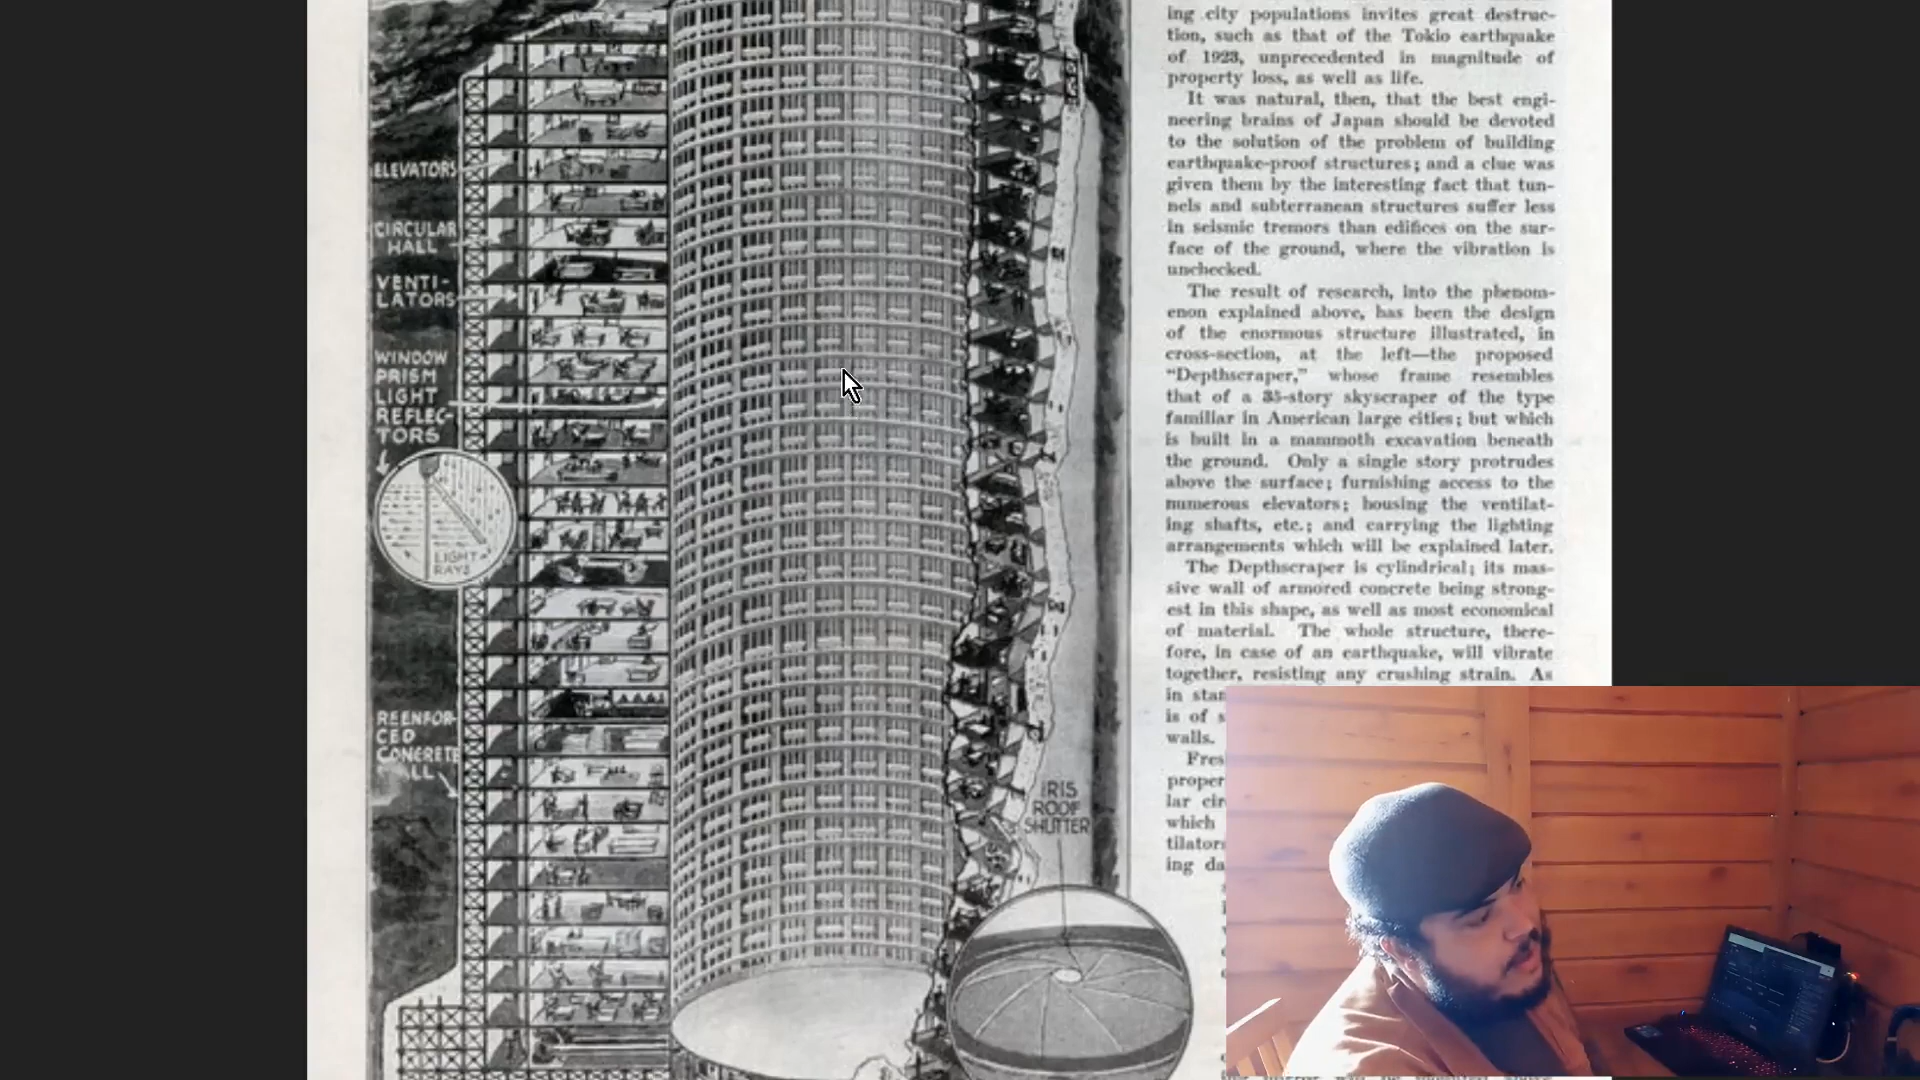 ing city populations invites great destruc-
tion, such as that of the Tokio earthquake
of 1923, unprecedented in magnitude of
property loss, as well as life.
It was natural, then, that the best engi-
neering brains of Japan should be devoted
to the solution of the problem of building
earthquake-proof structures; and a clue was
given them by the interesting fact that tun-
nels and subterranean structures suffer less
in seismic tremors than edifices on the sur-
face of the ground, where the vibration is
unchecked.
The result of research, into the phenom-
enon explained above, has been the design
of the enormous structure illustrated, in
cross-section, at the left—the proposed
"Depthscraper," whose frame resembles
that of a 35-story skyscraper of the type
familiar in American large cities; but which
is built in a mammoth excavation beneath
the ground. Only a single story protrudes
above the surface; furnishing access to the
numerous elevators; housing the ventilat-
ing shafts, etc.; and carrying the lighting
arrangements which will be explained later.
The Depthscraper is cylindrical; its mas-
sive wall of armored concrete being strong-
est in this shape, as well as most economical
of material. The whole structure, there-
fore, in case of an earthquake, will vibrate
together, resisting any crushing strain. As
in stan
is of s
walls.
Fres
proper
lar cir
which
tilators
ing da
ELEVATORS
CIRCULAR
HALL
VENTI-
LATORS
WINDOW
PRISM
LIGHT
REFLEC-
TORS
LIGHT
RAYS
REENFOR-
CED
CONCRETE
IRIS
ROOF
SHUTTER